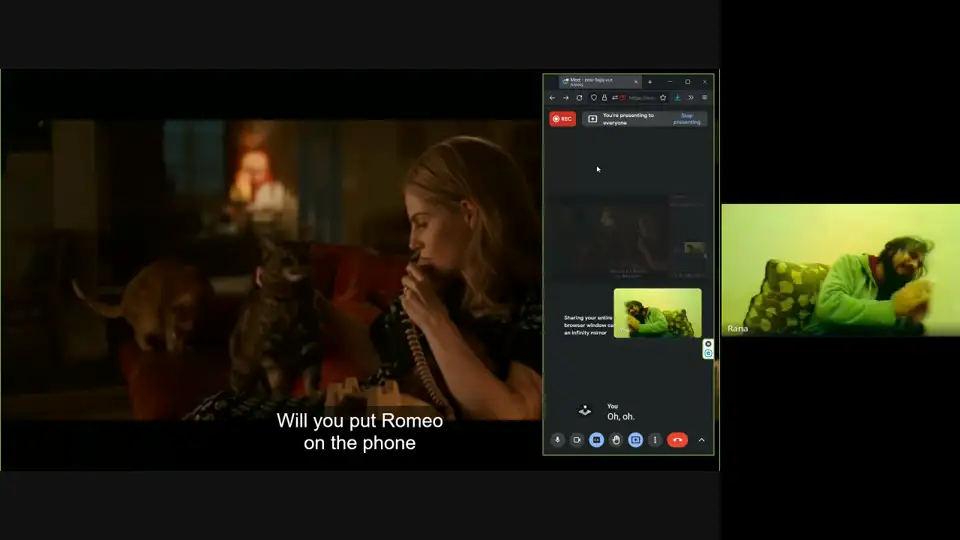 REC
You're presenting to
everyone
Stop
presenting
Sharing your entire
browser window ca
an infinity mirror
You
Oh, oh.
Will you put Romeo
on the phone
Rana